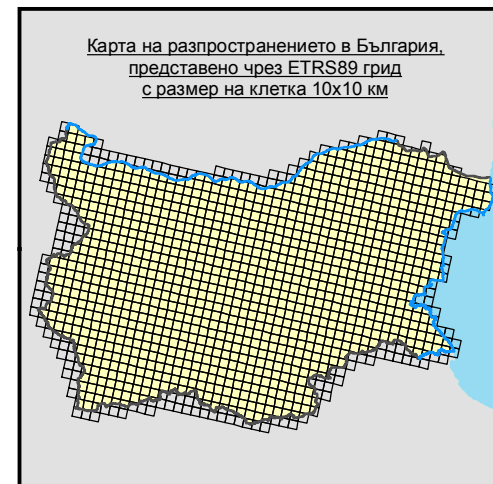 Карта на разпространението в България,
представено чрез ETRS89 грид
с размер на клетка 10x10 км